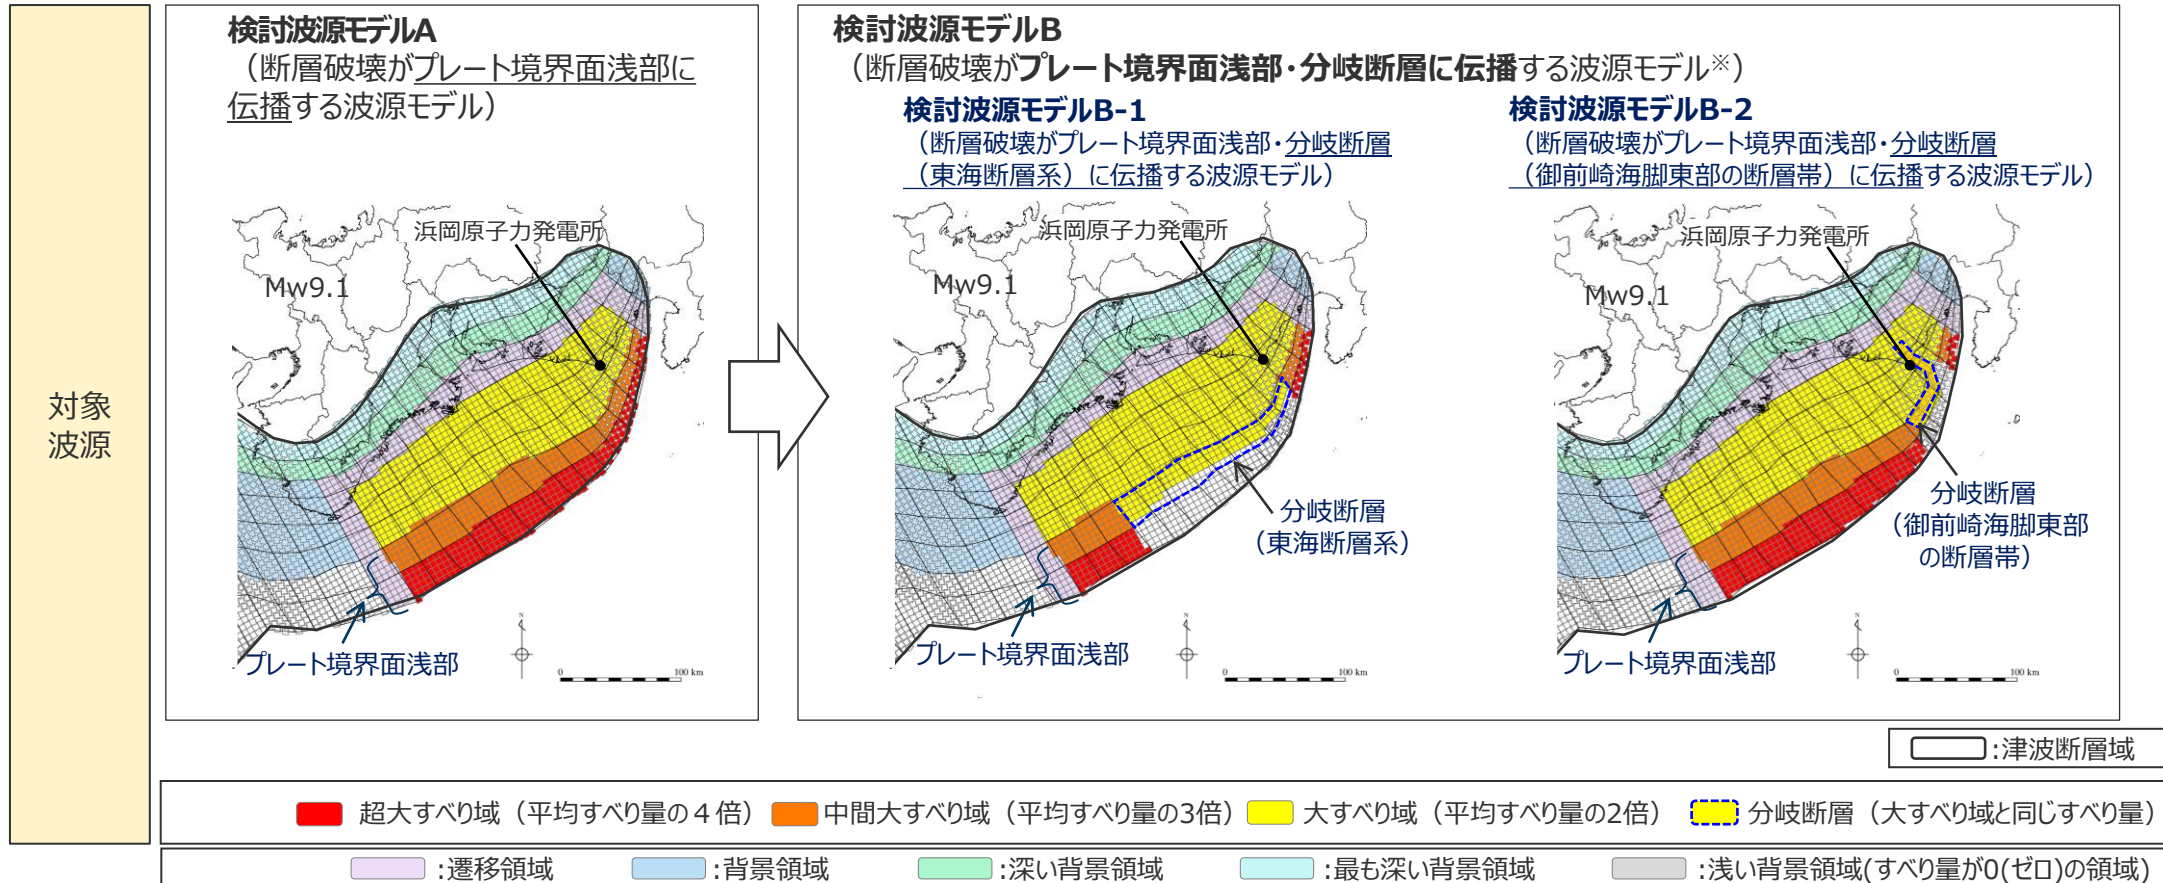 対象
波源
検討波源モデルA
（断層破壊がプレート境界面浅部に
伝播する波源モデル）
浜岡原子力発電所
Mw9.1
プレート境界面浅部
N
0
100 km
検討波源モデルB
（断層破壊がプレート境界面浅部・分岐断層に伝播する波源モデル※）
検討波源モデルB-1
（断層破壊がプレート境界面浅部・分岐断層
（東海断層系）に伝播する波源モデル）
浜岡原子力発電所
Mw9.1
分岐断層
（東海断層系）
プレート境界面浅部
N
0
100 km
検討波源モデルB-2
（断層破壊がプレート境界面浅部・分岐断層
（御前崎海脚東部の断層帯）に伝播する波源モデル）
浜岡原子力発電所
Mw9.1
分岐断層
（御前崎海脚東部
の断層帯）
プレート境界面浅部
N
0
100 km
:津波断層域
超大すべり域（平均すべり量の４倍） 中間大すべり域（平均すべり量の3倍） 大すべり域（平均すべり量の2倍） 分岐断層（大すべり域と同じすべり量）
:遷移領域 :背景領域 :深い背景領域 :最も深い背景領域 :浅い背景領域(すべり量が0(ゼロ)の領域)